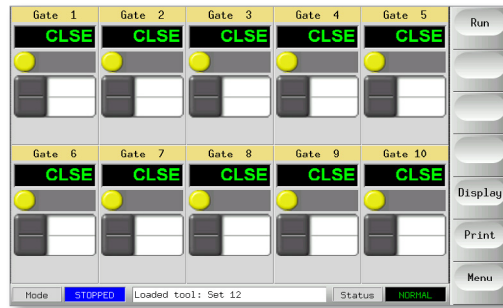 Gate 1 Gate 2 Gate 3 Gate 4 Gate 5
CLSE CLSE CLSE CLSE CLSE
Gate 6 Gate 7 Gate 8 Gate 9 Gate 10
CLSE CLSE CLSE CLSE CLSE
Run
Display
Print
Menu
Mode STOPPED Loaded tool: Set 12 Status NORMAL